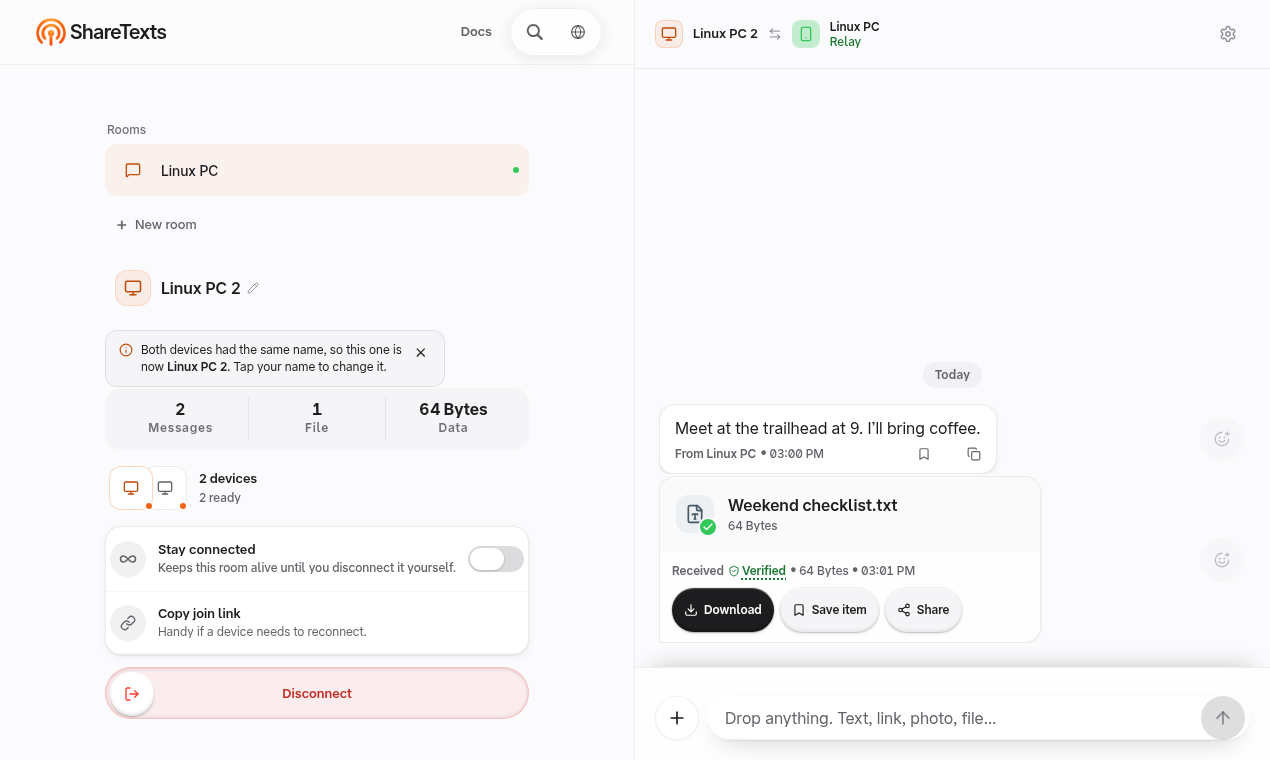 ShareTexts
Docs
Rooms
Linux PC
New room
Linux PC 2
Both devices had the same name, so this one is
now Linux PC 2. Tap your name to change it.
2
Messages
1
File
64 Bytes
Data
2 devices
2 ready
Stay connected
Keeps this room alive until you disconnect it yourself.
Copy join link
Handy if a device needs to reconnect.
Disconnect
Linux PC 2
Linux PC
Relay
Today
Meet at the trailhead at 9. I’ll bring coffee.
From Linux PC • 03:00 PM
Weekend checklist.txt
64 Bytes
Received Verified • 64 Bytes • 03:01 PM
Download
Save item
Share
Drop anything. Text, link, photo, file...